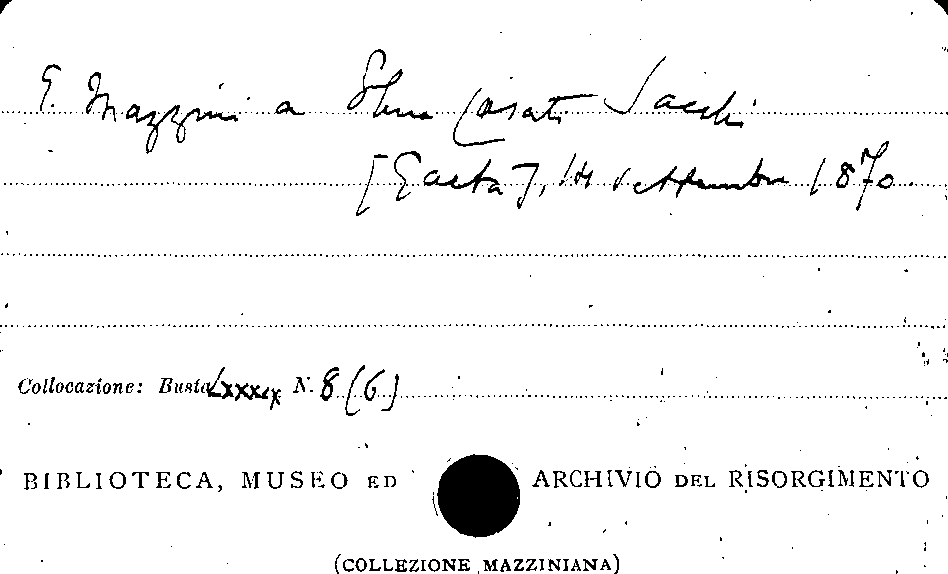 G. Mazzini a Elena Casati Sacchi
[Gaeta], 14 settembre 1870.
Collocazione: Busta LXXXIX N. 8 (6)
BIBLIOTECA, MUSEO ED ARCHIVIO DEL RISORGIMENTO
(COLLEZIONE MAZZINIANA)